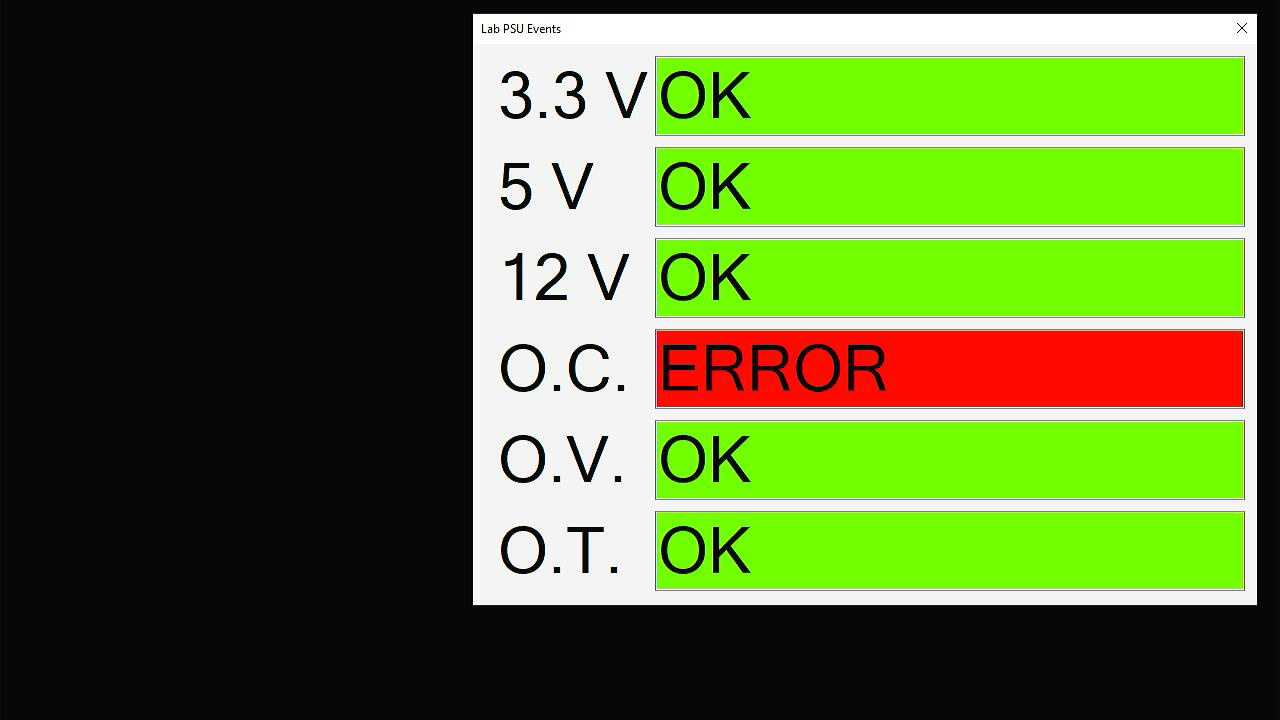 Lab PSU Events
3.3 V OK
5 V OK
12 V OK
O.C. ERROR
O.V. OK
O.T. OK